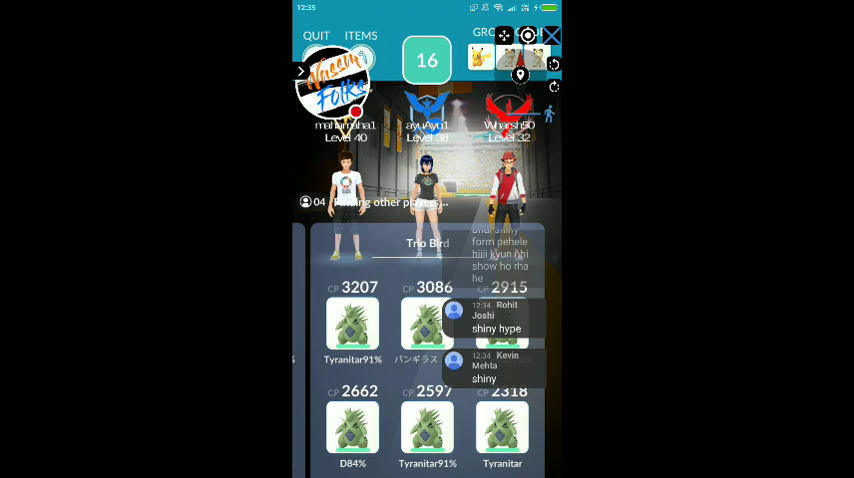 12:35
QUIT ITEMS
16
Nassim
Folks
mahamaha1
Level 40
ayuAyu1
Level 38
Wharsh50
Level 32
04 Finding other players...
Trio Bird
form pehele
hiiii kyun nhi
show ho rha
he
CP 3207
CP 3086
CP 2915
12:34 Rohit
Joshi
shiny hype
Tyranitar91%
バンギラス
12:34 Kevin
Mehta
shiny
CP 2662
CP 2597
CP 2318
D84%
Tyranitar91%
Tyranitar